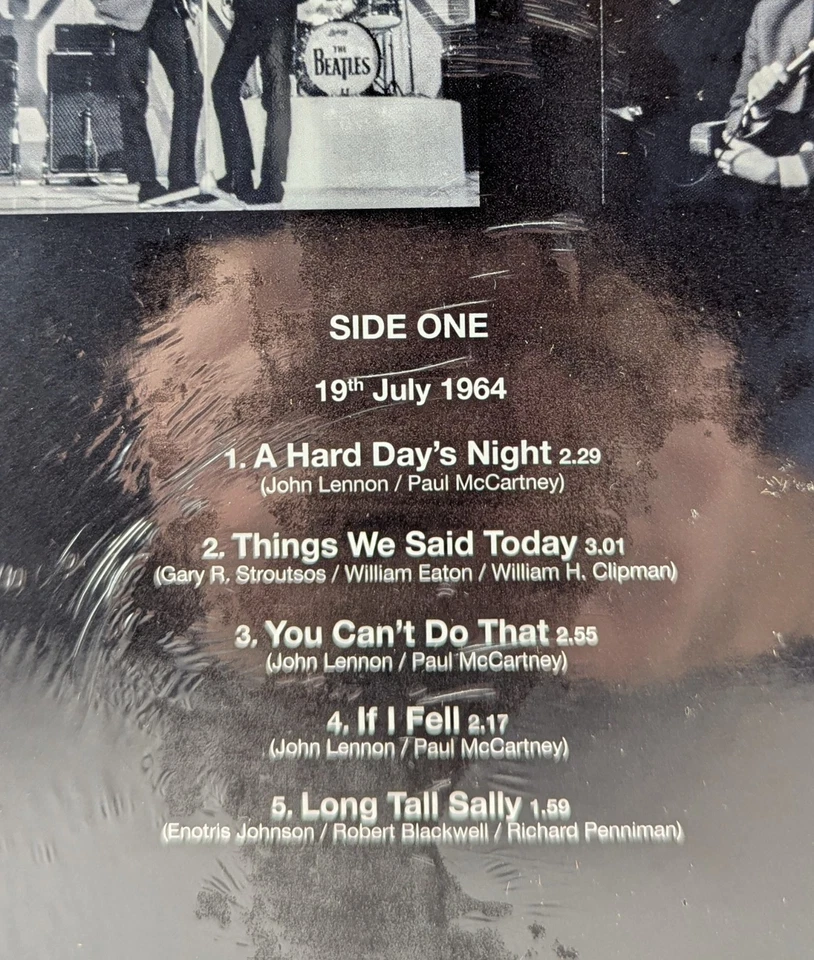 THE
BEATLES
SIDE ONE
19th July 1964
1. A Hard Day's Night 2.29
(John Lennon / Paul McCartney)
2. Things We Said Today 3.01
(Gary R. Stroutsos / William Eaton / William H. Clipman)
3. You Can't Do That 2.55
(John Lennon / Paul McCartney)
4. If I Fell 2.17
(John Lennon / Paul McCartney)
5. Long Tall Sally 1.59
(Enotris Johnson / Robert Blackwell / Richard Penniman)